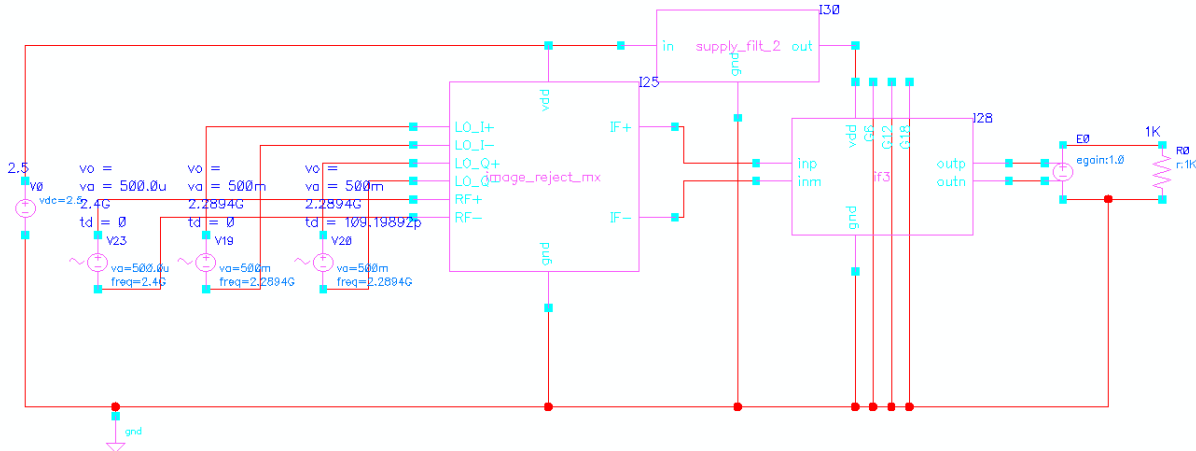 I30
in
supply_filt_2
out
gnd
I25
vdd
LO_I+
LO_I-
LO_Q+
LO_Q-
RF+
RF-
IF+
IF-
image_reject_mx
gnd
I28
vdd
G6
G12
G18
inp
inm
if3
outp
outn
gnd
E0
egain:1.0
1K
R0
r:1K
2.5
V0
vdc=2.5
vo =
va = 500.0u
2.4G
td = 0
V23
va=500.0u
freq=2.4G
vo =
va = 500m
2.2894G
td = 0
V19
va=500m
freq=2.2894G
vo =
va = 500m
2.2894G
td = 109.19892p
V20
va=500m
freq=2.2894G
gnd